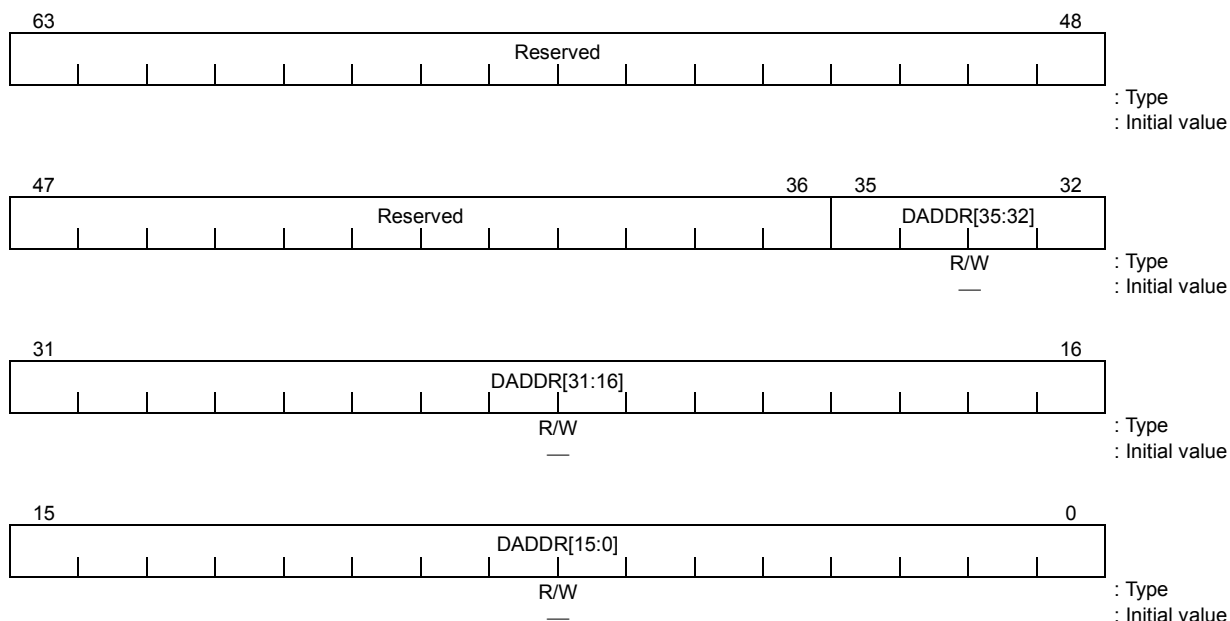 63 48
Reserved
: Type
: Initial value
47 36 35 32
Reserved DADDR[35:32]
R/W : Type
— : Initial value
31 16
DADDR[31:16]
R/W : Type
— : Initial value
15 0
DADDR[15:0]
R/W : Type
— : Initial value